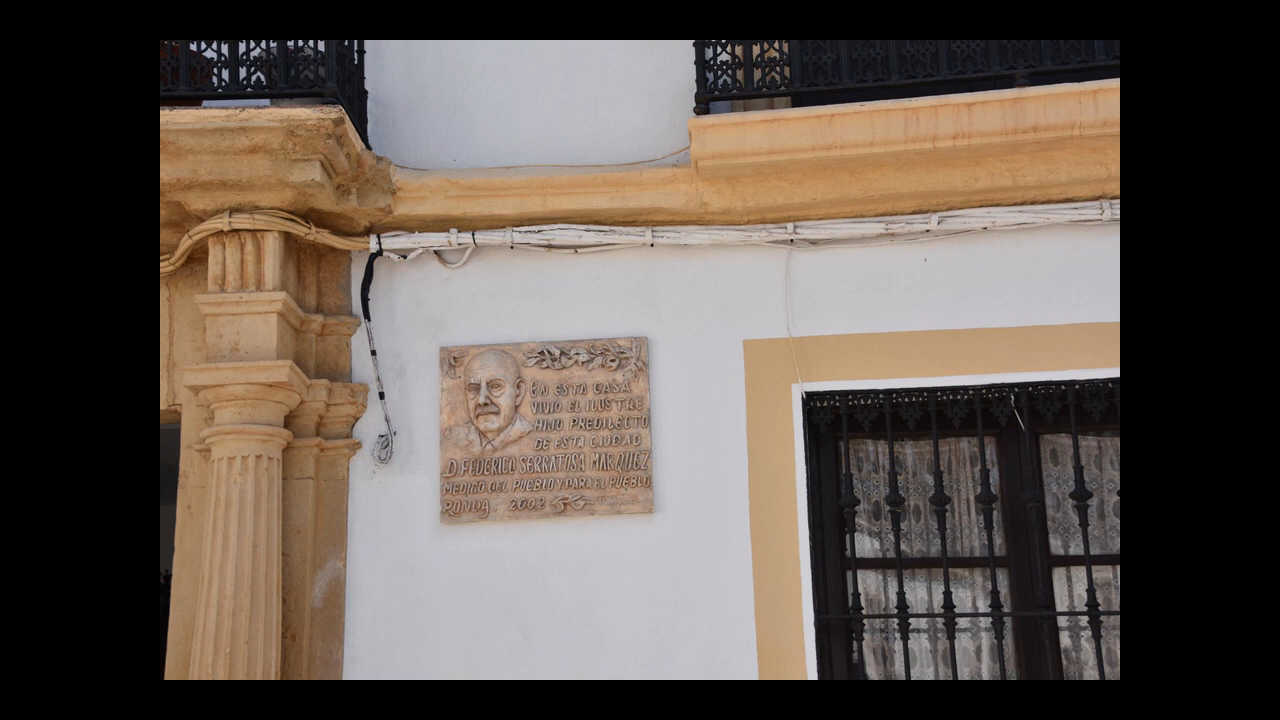 EN ESTA CASA
VIVIO EL ILUSTRE
HIJO PREDILECTO
DE ESTA CIUDAD
D. FEDERICO SERRATOSA MARQUEZ
MEDICO DEL PUEBLO Y PARA EL PUEBLO
RONDA 2002